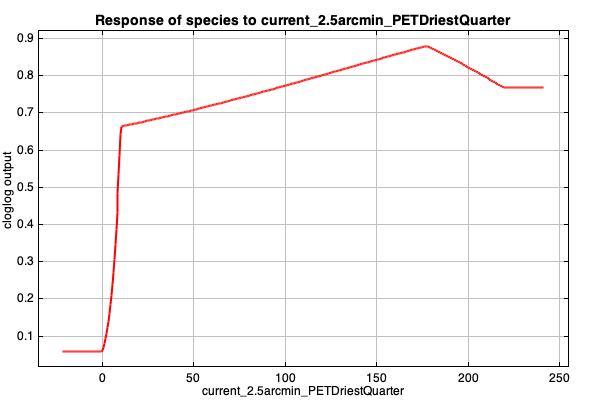 Response of species to current_2.5arcmin_PETDriestQuarter
cloglog output
0.9
0.8
0.7
0.6
0.5
0.4
0.3
0.2
0.1
0 50 100 150 200 250
current_2.5arcmin_PETDriestQuarter